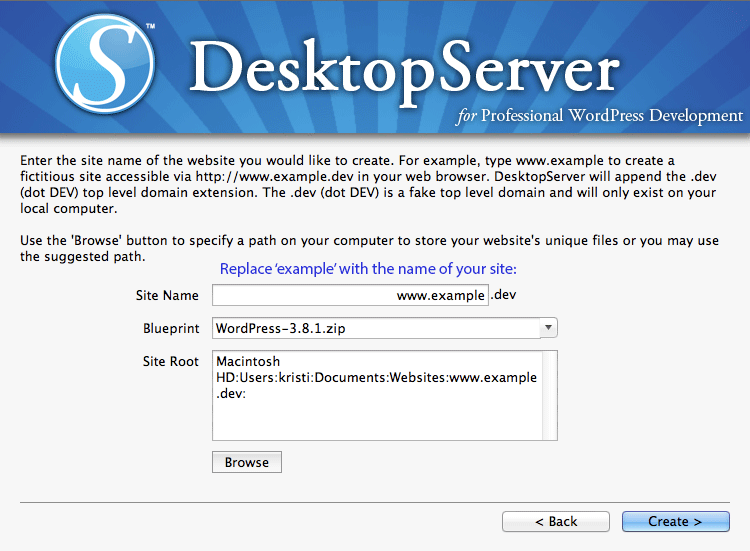 S
™
DesktopServer
for Professional WordPress Development
Enter the site name of the website you would like to create. For example, type www.example to create a
fictitious site accessible via http://www.example.dev in your web browser. DesktopServer will append the .dev
(dot DEV) top level domain extension. The .dev (dot DEV) is a fake top level domain and will only exist on your
local computer.
Use the 'Browse' button to specify a path on your computer to store your website's unique files or you may use
the suggested path.
Replace ‘example’ with the name of your site:
Site Name www.example .dev
Blueprint WordPress-3.8.1.zip
Site Root Macintosh
HD:Users:kristi:Documents:Websites:www.example
.dev:
Browse
< Back Create >